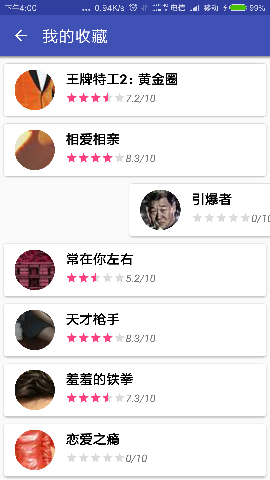 下午4:00 ... 0.94K/s 电信 移动 99%
我的收藏
王牌特工2：黄金圈
7.2/10
相爱相亲
8.3/10
引爆者
0/10
常在你左右
5.2/10
天才枪手
8.3/10
羞羞的铁拳
7.3/10
恋爱之痛
0/10